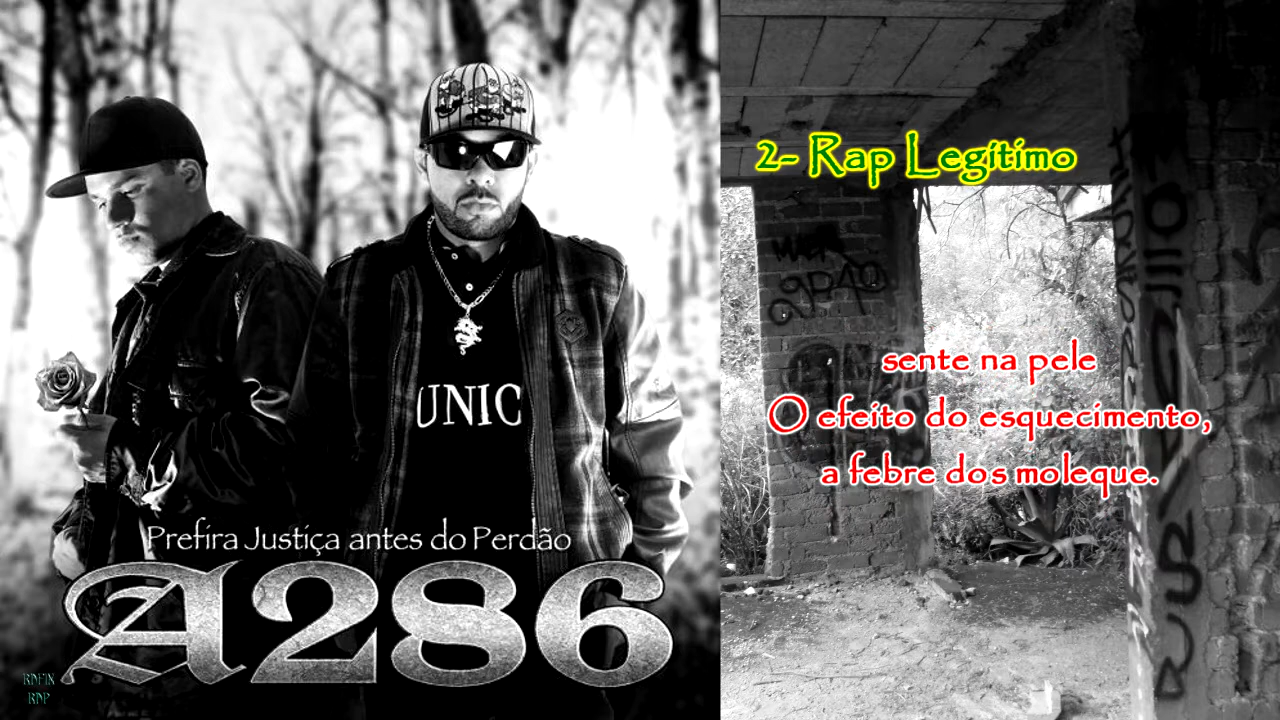 UNIC
Prefira Justiça antes do Perdão
A286
2- Rap Legítimo
sente na pele
O efeito do esquecimento,
a febre dos moleque.